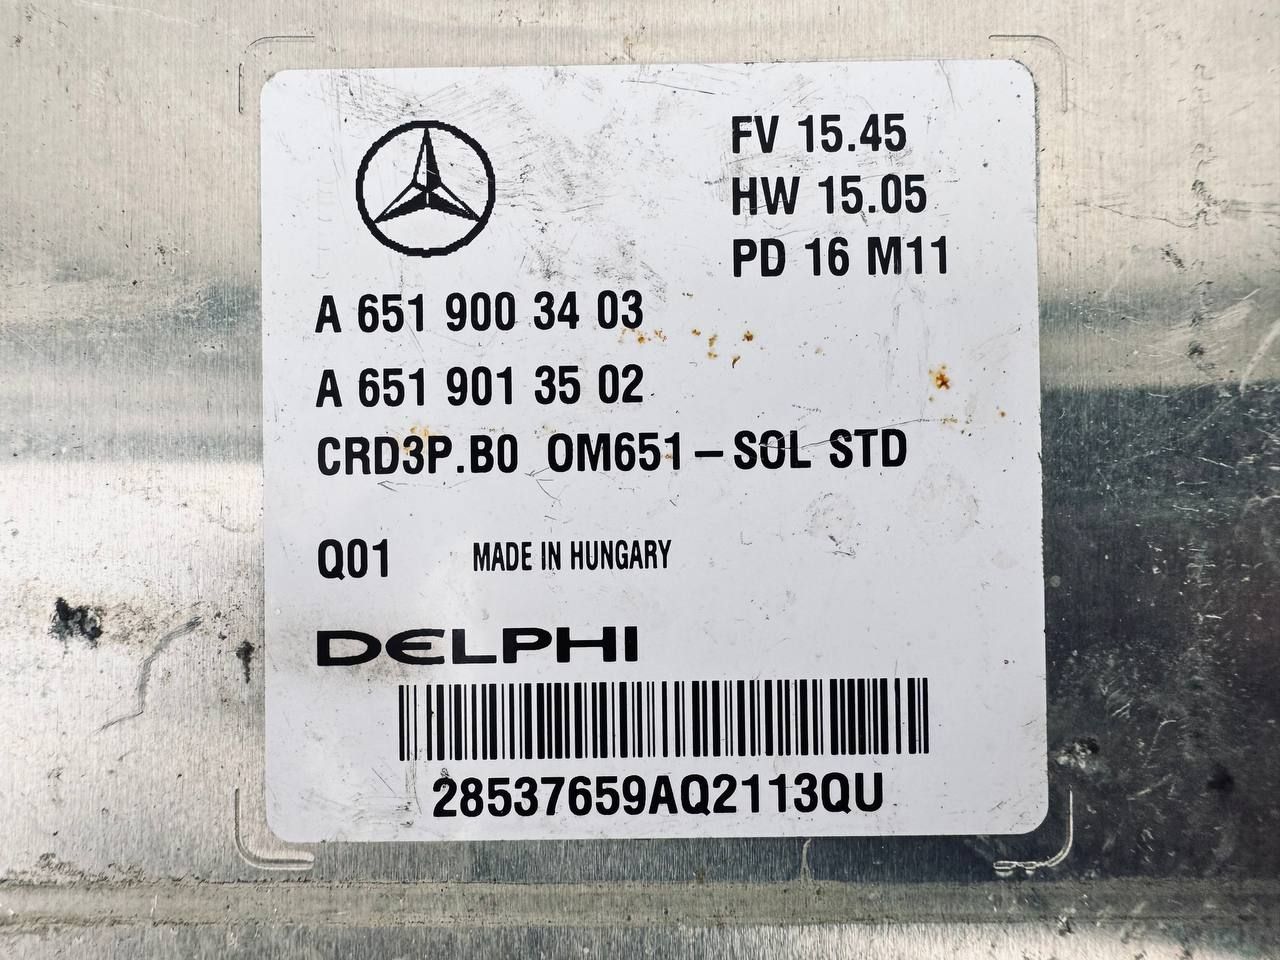 FV 15.45
HW 15.05
PD 16 M11
A 651 900 34 03
A 651 901 35 02
CRD3P.B0 OM651-SOL STD
Q01 MADE IN HUNGARY
DELPHI
28537659AQ2113QU